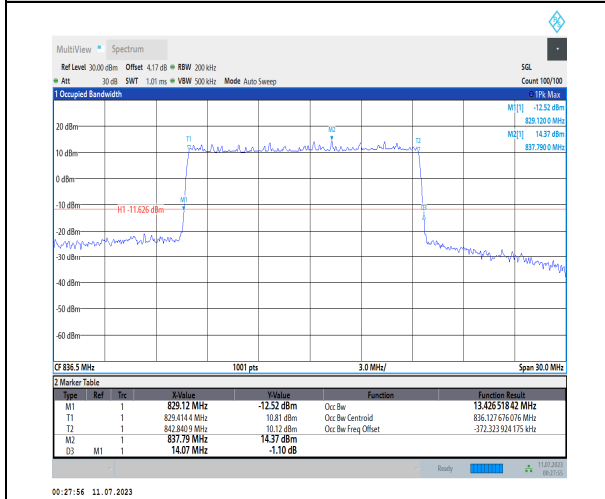 MultiView Spectrum
Ref Level 30.00 dBm Offset 4.17 dB RBW 200 kHz SGL
Att 30 dB SWT 1.01 ms VBW 500 kHz Mode Auto Sweep Count 100/100
1 Occupied Bandwidth 1Pk Max
M1[1] -12.52 dBm
829.120 0 MHz
M2[1] 14.37 dBm
837.790 0 MHz
20 dBm
M2
T1
T2
10 dBm
0 dBm
M1
-10 dBm
H1 -11.626 dBm
D3
-20 dBm
-30 dBm
-40 dBm
-50 dBm
-60 dBm
CF 836.5 MHz 1001 pts 3.0 MHz/ Span 30.0 MHz
2 Marker Table
Type Ref Trc X-Value Y-Value Function Function Result
M1 1 829.12 MHz -12.52 dBm Occ Bw 13.426 518 42 MHz
T1 1 829.414 4 MHz 10.81 dBm Occ Bw Centroid 836.127 676 076 MHz
T2 1 842.840 9 MHz 10.12 dBm Occ Bw Freq Offset -372.323 924 175 kHz
M2 1 837.79 MHz 14.37 dBm
D3 M1 1 14.07 MHz -1.10 dB
Ready 11.07.2023
00:27:55
00:27:56 11.07.2023